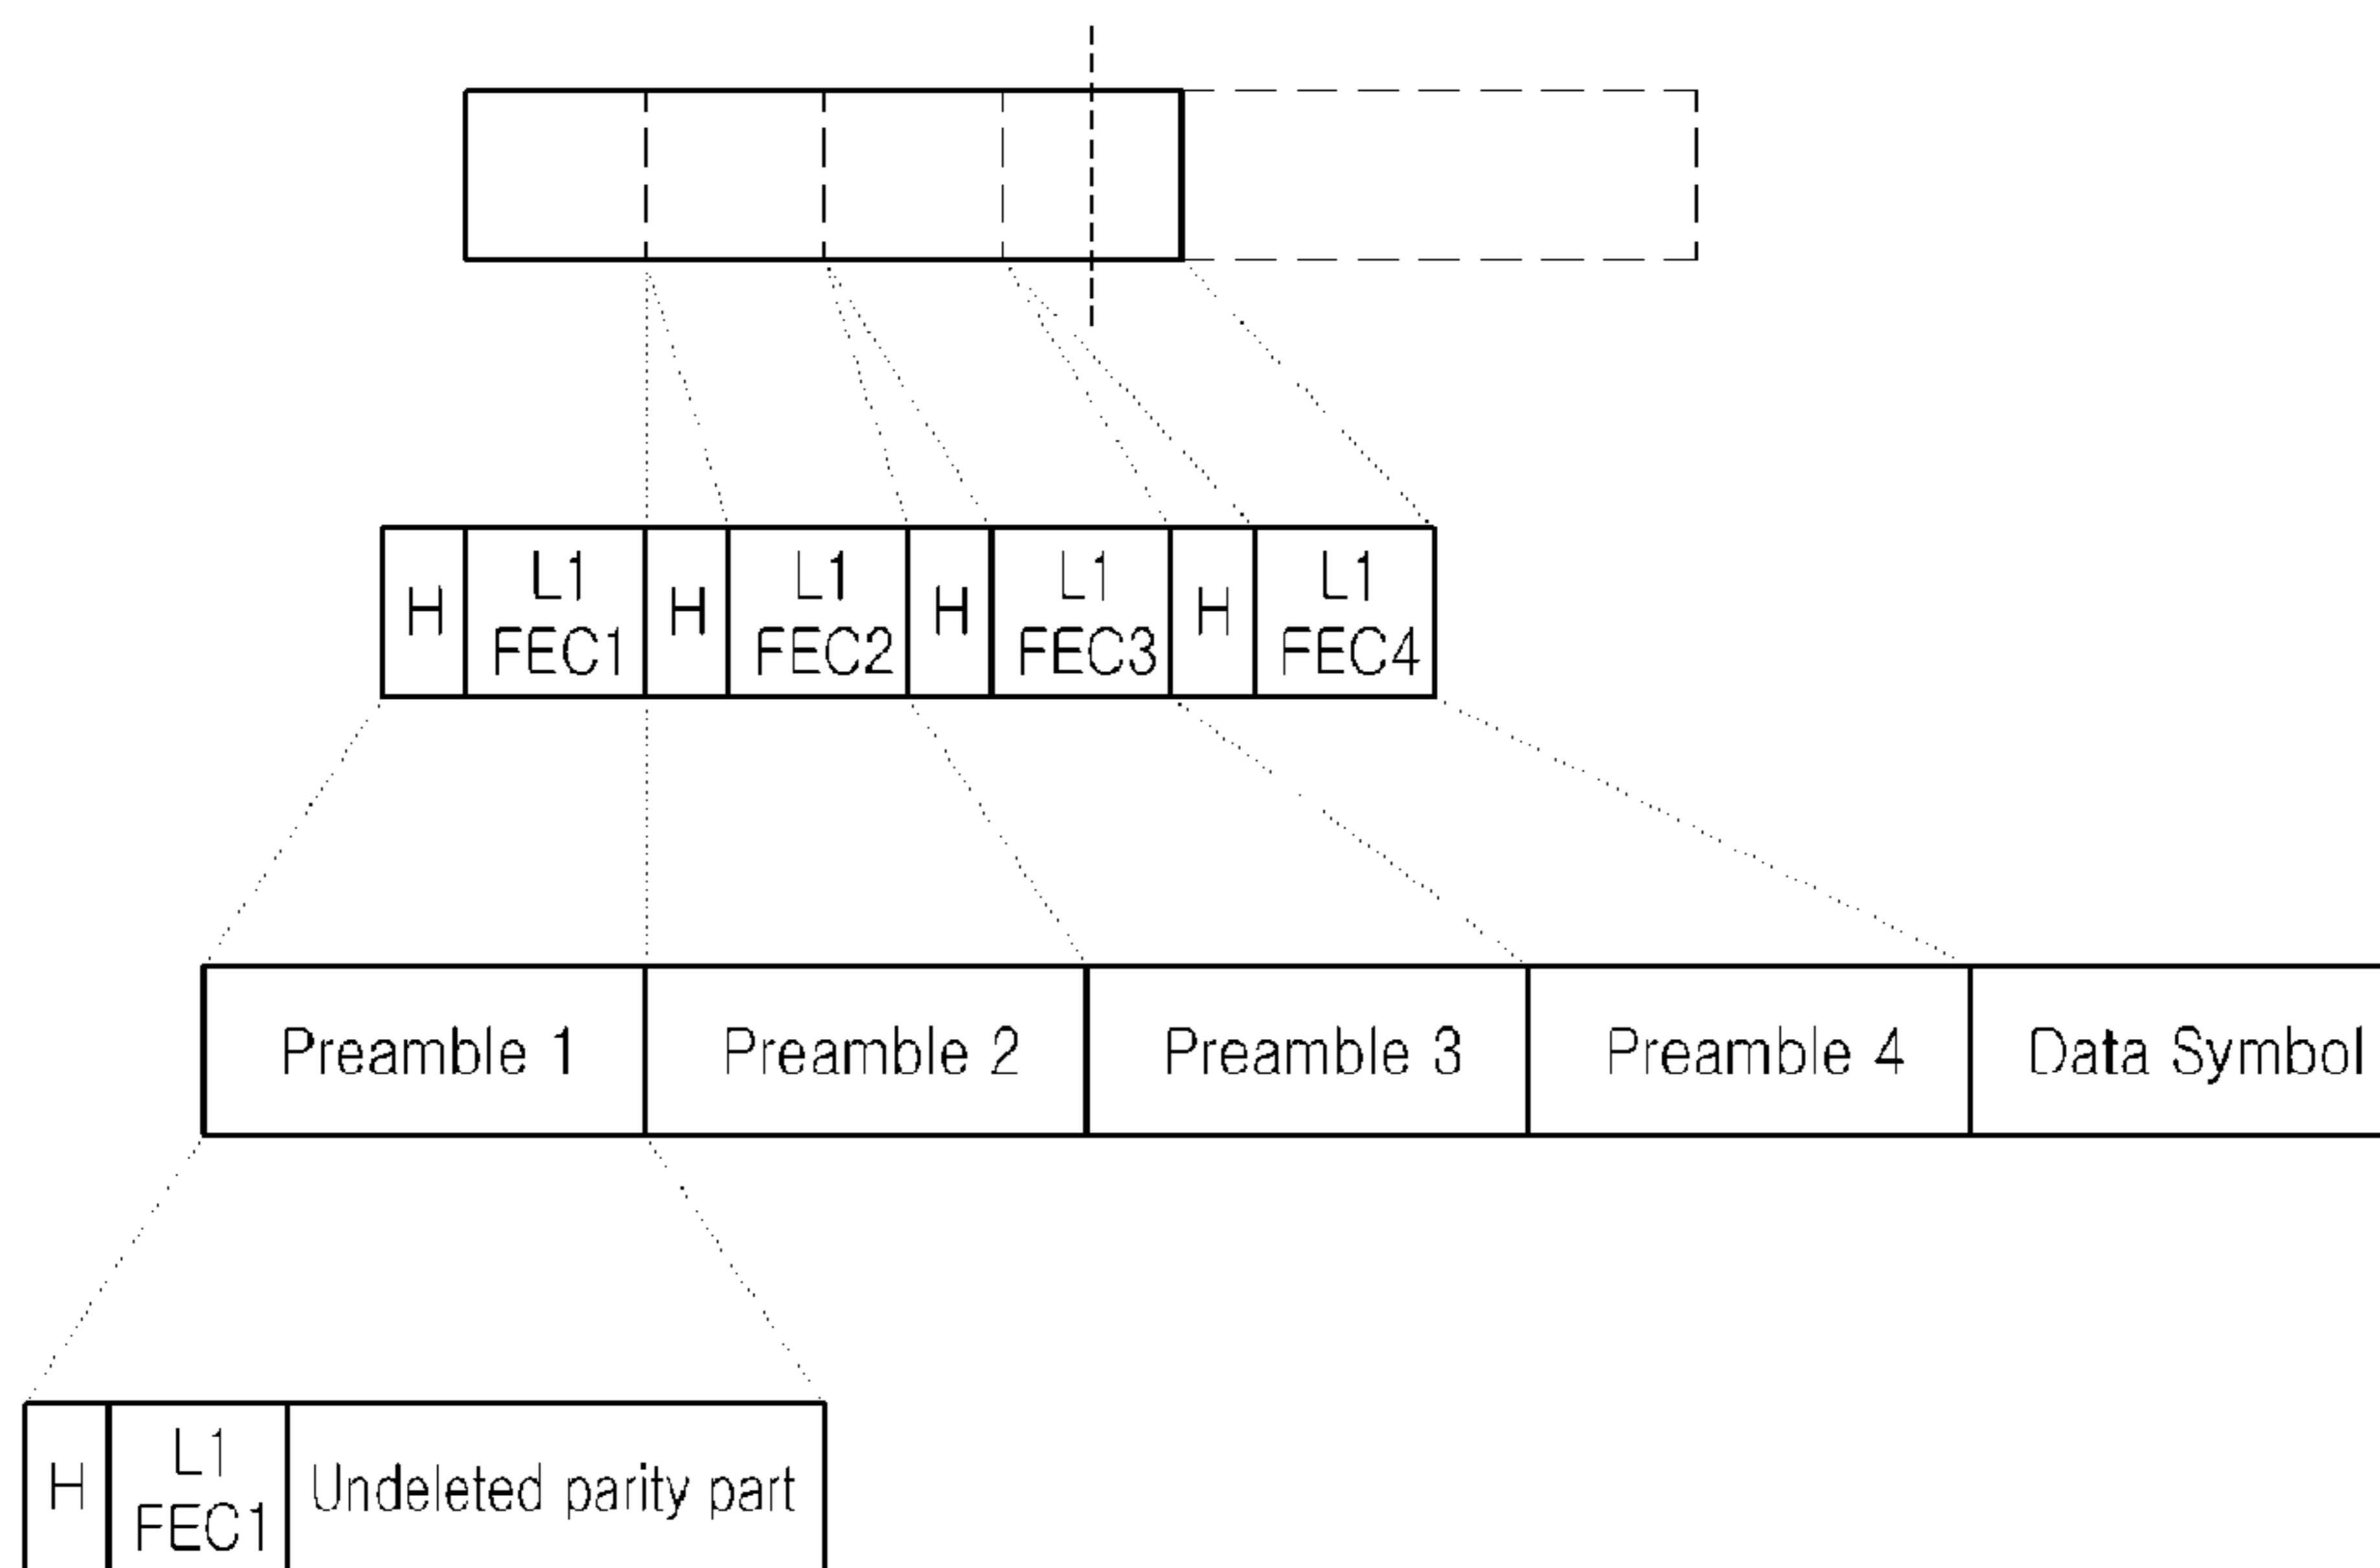 H
L1
FEC1
H
L1
FEC2
H
L1
FEC3
H
L1
FEC4
Preamble 1
Preamble 2
Preamble 3
Preamble 4
Data Symbol
H
L1
FEC1
Undeleted parity part